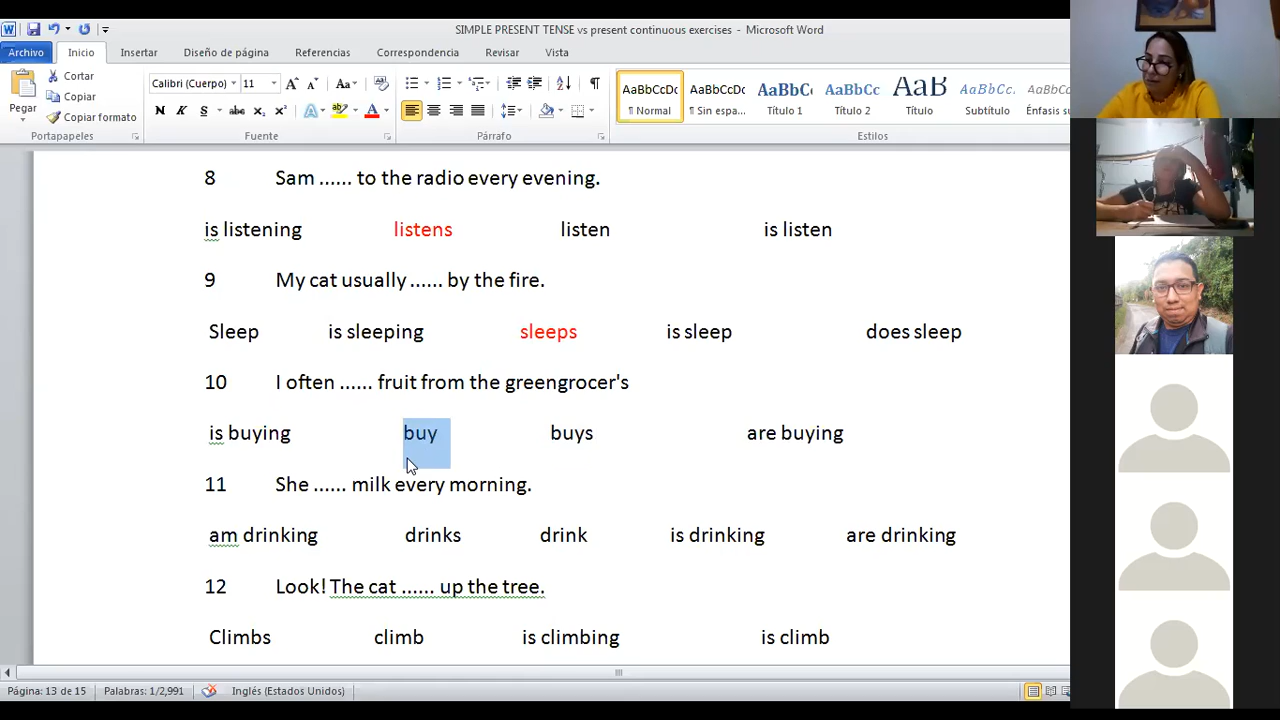 SIMPLE PRESENT TENSE vs present continuous exercises - Microsoft Word
Archivo Inicio Insertar Diseño de página Referencias Correspondencia Revisar Vista
Pegar
Cortar
Copiar
Copiar formato
Calibri (Cuerpo) 11
N K S abc x₂ x²
AaBbCcDc AaBbCcDc AaBbC AaBbCc AaB AaBbCc. AaBbCc
¶ Normal ¶ Sin espa... Título 1 Título 2 Título Subtítulo Énfasis su
Portapapeles Fuente Párrafo Estilos
8 Sam ...... to the radio every evening.
is listening listens listen is listen
9 My cat usually ...... by the fire.
Sleep is sleeping sleeps is sleep does sleep
10 I often ...... fruit from the greengrocer's
is buying buy buys are buying
11 She ...... milk every morning.
am drinking drinks drink is drinking are drinking
12 Look! The cat ...... up the tree.
Climbs climb is climbing is climb
Página: 13 de 15 Palabras: 1/2,991 Inglés (Estados Unidos)